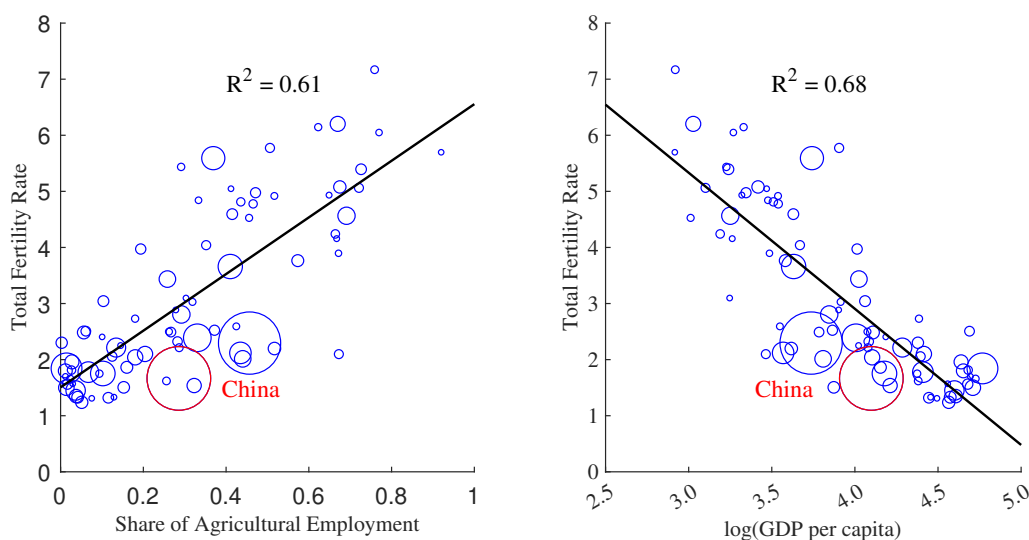 8
7
6
5
4
3
2
1
0
Total Fertility Rate
R2 = 0.61
China
0 0.2 0.4 0.6 0.8 1
Share of Agricultural Employment
8
7
6
5
4
3
2
1
0
Total Fertility Rate
R2 = 0.68
China
2.5 3.0 3.5 4.0 4.5 5.0
log(GDP per capita)